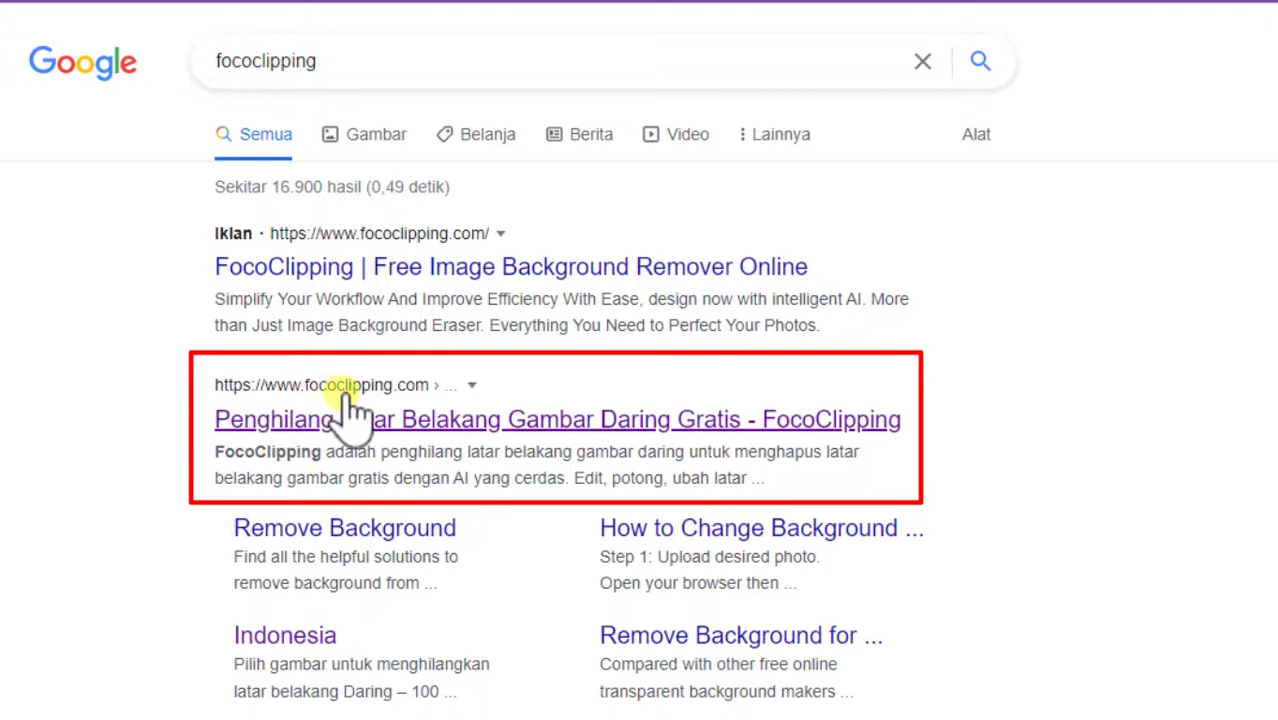 Google
fococlipping
Semua Gambar Belanja Berita Video Lainnya Alat
Sekitar 16.900 hasil (0,49 detik)
Iklan · https://www.fococlipping.com/
FocoClipping | Free Image Background Remover Online
Simplify Your Workflow And Improve Efficiency With Ease, design now with intelligent AI. More
than Just Image Background Eraser. Everything You Need to Perfect Your Photos.
https://www.fococlipping.com › ...
Penghilang Belakang Gambar Daring Gratis - FocoClipping
FocoClipping adalah penghilang latar belakang gambar daring untuk menghapus latar
belakang gambar gratis dengan AI yang cerdas. Edit, potong, ubah latar ...
Remove Background
Find all the helpful solutions to
remove background from ...
How to Change Background ...
Step 1: Upload desired photo.
Open your browser then ...
Indonesia
Pilih gambar untuk menghilangkan
latar belakang Daring – 100 ...
Remove Background for ...
Compared with other free online
transparent background makers ...